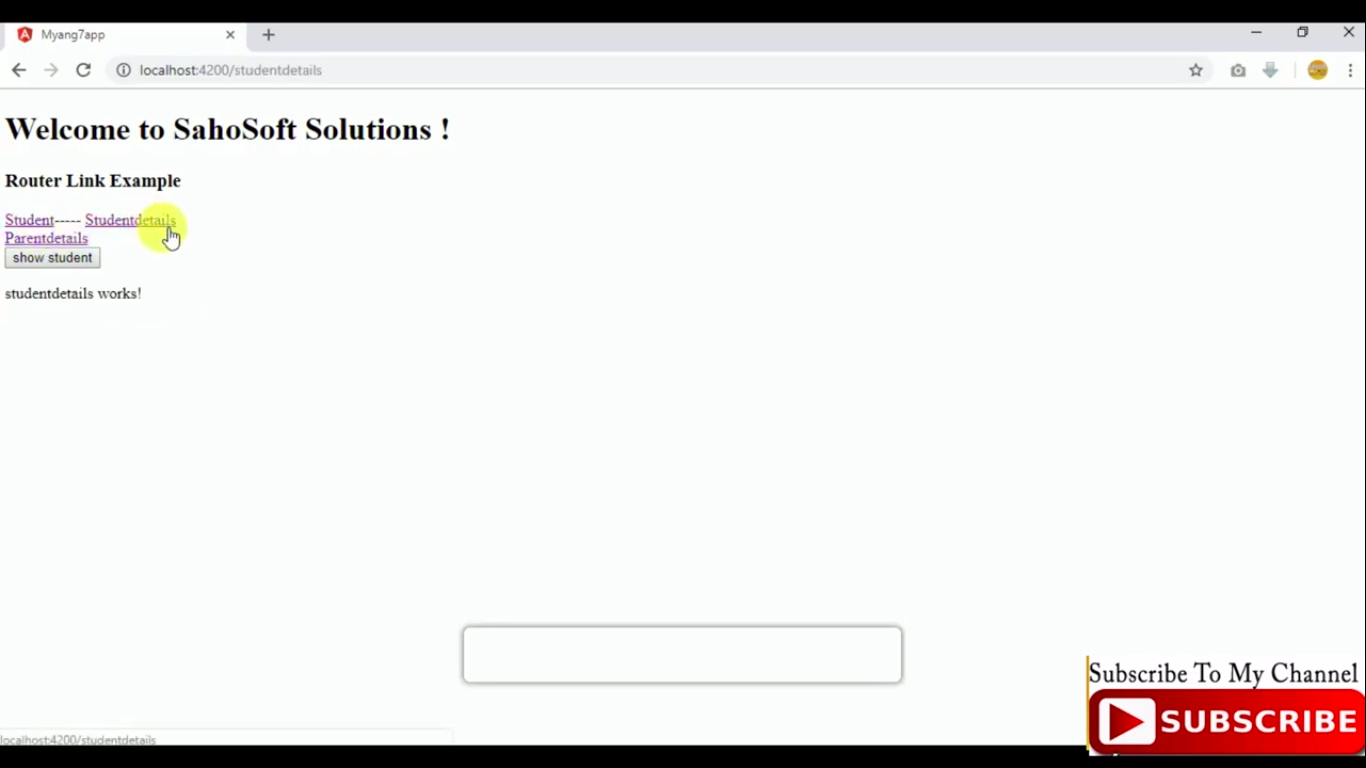 Myang7app
localhost:4200/studentdetails
Welcome to SahoSoft Solutions !
Router Link Example
Student----- Studentdetails
Parentdetails
show student
studentdetails works!
Subscribe To My Channel
SUBSCRIBE
localhost:4200/studentdetails